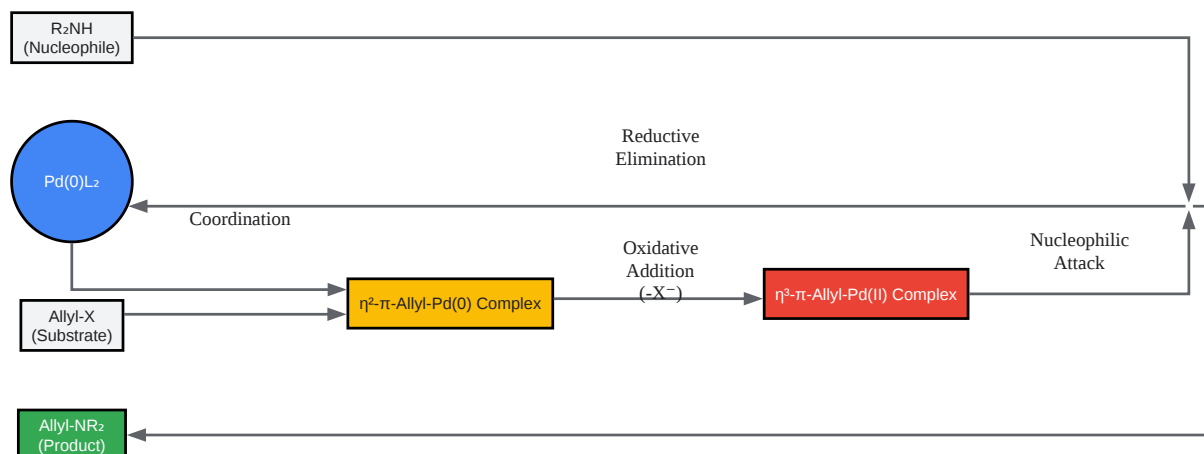 R₂NH
(Nucleophile)
Reductive
Elimination
Pd(0)L₂
Coordination
Nucleophilic
Attack
Oxidative
Addition
(-X⁻)
η²-π-Allyl-Pd(0) Complex
η³-π-Allyl-Pd(II) Complex
Allyl-X
(Substrate)
Allyl-NR₂
(Product)